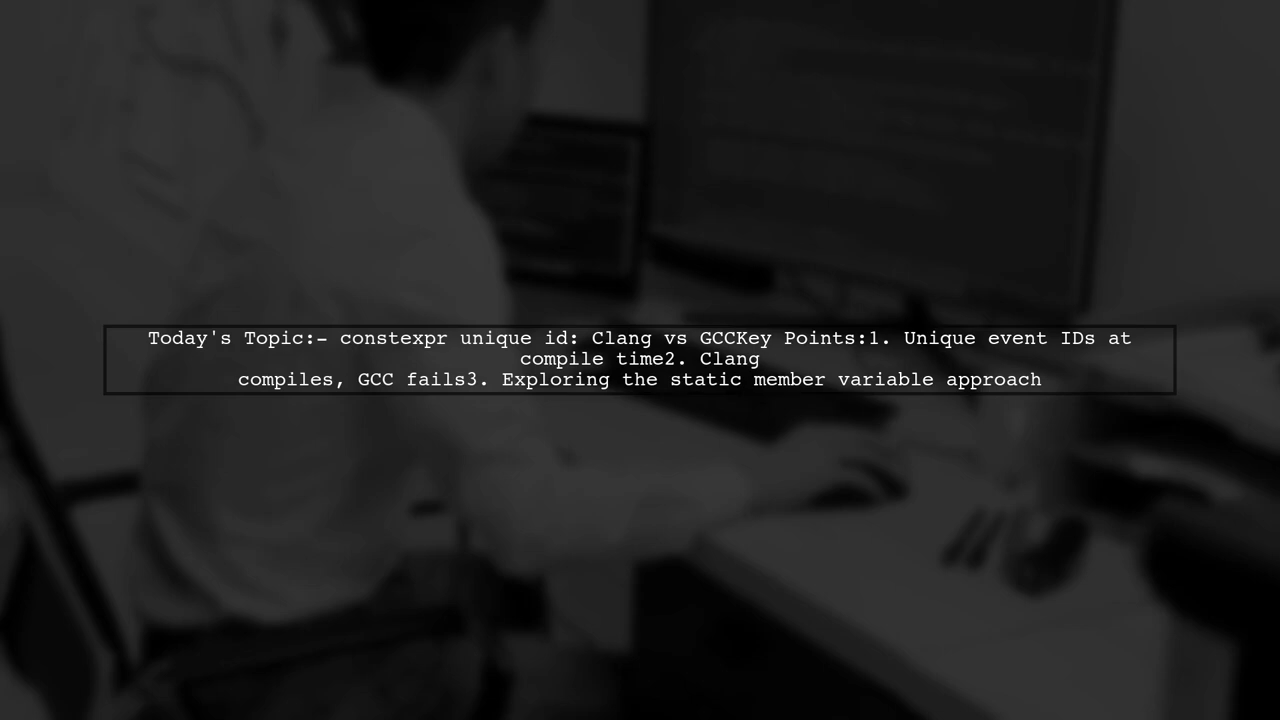 Today's Topic:- constexpr unique id: Clang vs GCCKey Points:1. Unique event IDs at
compile time2. Clang
compiles, GCC fails3. Exploring the static member variable approach